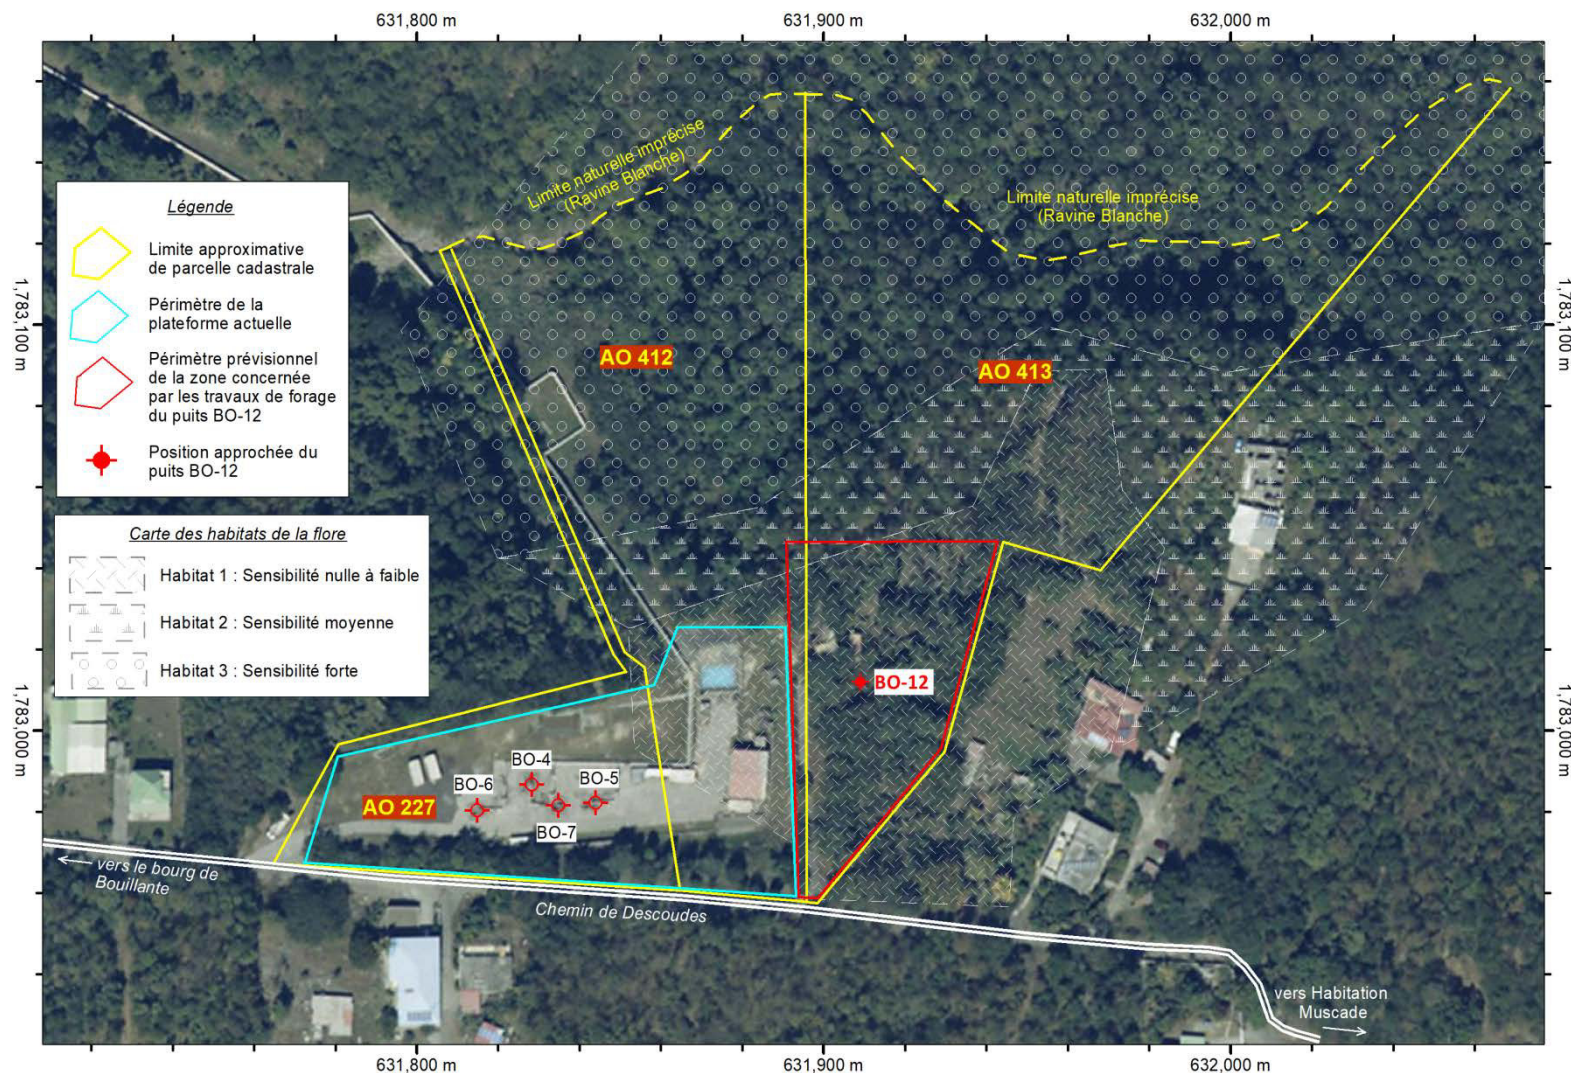 631,800 m
631,900 m
632,000 m
Limite naturelle imprécise
(Ravine Blanche)
Limite naturelle imprécise
(Ravine Blanche)
Légende
Limite approximative
de parcelle cadastrale
Périmètre de la
plateforme actuelle
Périmètre prévisionnel
de la zone concernée
par les travaux de forage
du puits BO-12
Position approchée du
puits BO-12
1,783,100 m
1,783,100 m
AO 412
AO 413
Carte des habitats de la flore
Habitat 1 : Sensibilité nulle à faible
Habitat 2 : Sensibilité moyenne
Habitat 3 : Sensibilité forte
BO-12
1,783,000 m
1,783,000 m
BO-4
BO-6
BO-5
AO 227
BO-7
vers le bourg de
Bouillante
Chemin de Descoudes
vers Habitation
Muscade
631,800 m
631,900 m
632,000 m